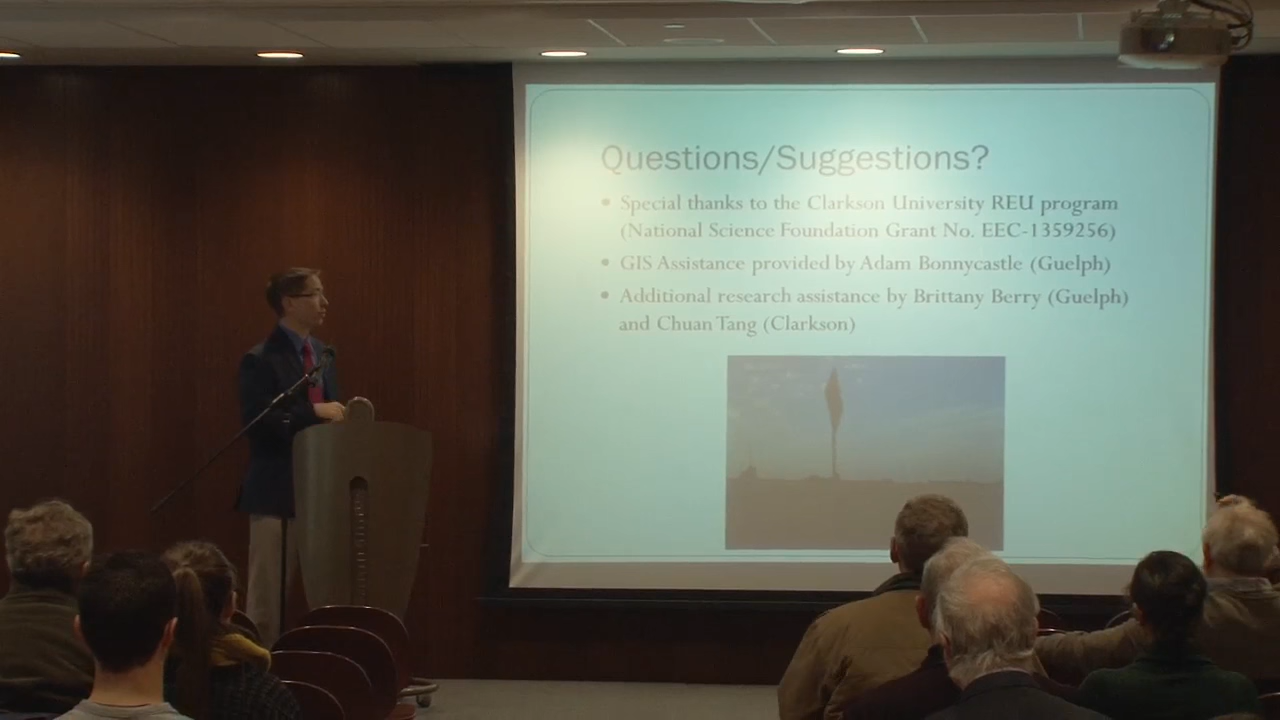 Questions/Suggestions?
• Special thanks to the Clarkson University REU program
(National Science Foundation Grant No. EEC-1359256)
• GIS Assistance provided by Adam Bonnycastle (Guelph)
• Additional research assistance by Brittany Berry (Guelph)
and Chuan Tang (Clarkson)